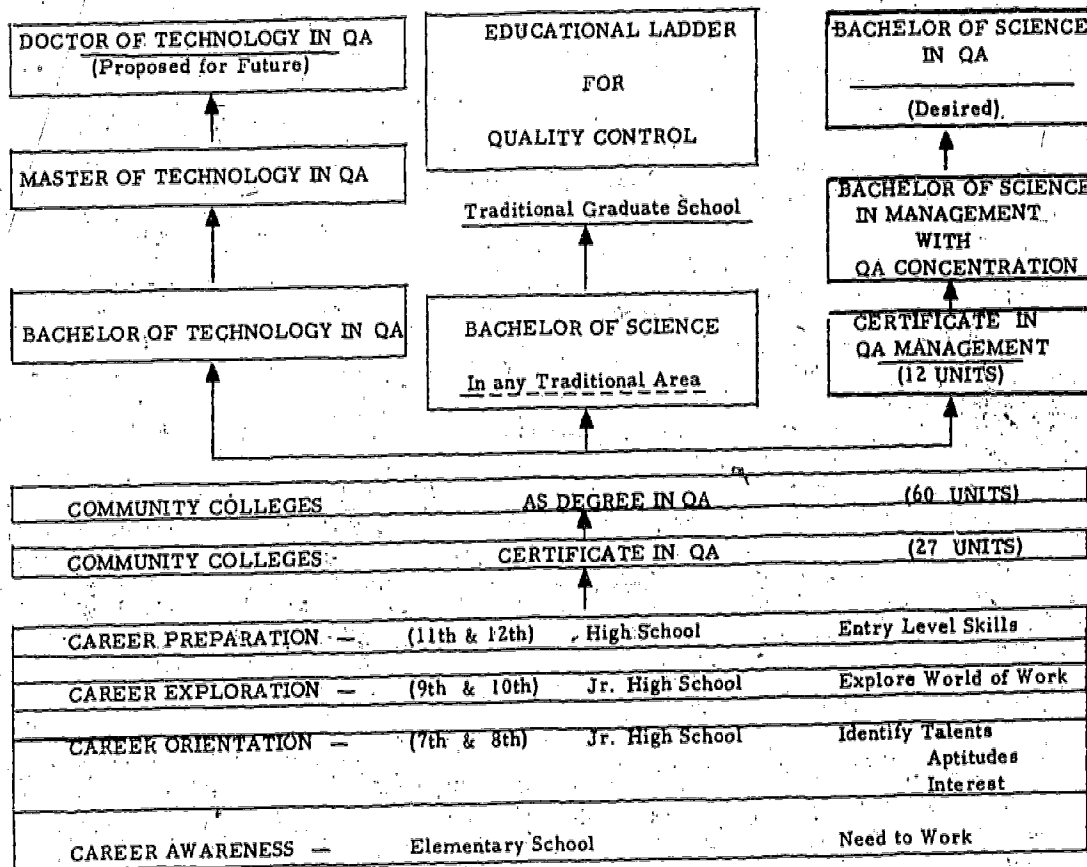 DOCTOR OF TECHNOLOGY IN QA
(Proposed for Future)
MASTER OF TECHNOLOGY IN QA
BACHELOR OF TECHNOLOGY IN QA
EDUCATIONAL LADDER
FOR
QUALITY CONTROL
Traditional Graduate School
BACHELOR OF SCIENCE
In any Traditional Area
BACHELOR OF SCIENCE
IN QA
(Desired)
BACHELOR OF SCIENCE
IN MANAGEMENT
WITH
QA CONCENTRATION
CERTIFICATE IN
QA MANAGEMENT
(12 UNITS)
COMMUNITY COLLEGES AS DEGREE IN QA (60 UNITS)
COMMUNITY COLLEGES CERTIFICATE IN QA (27 UNITS)
CAREER PREPARATION — (11th & 12th) High School Entry Level Skills
CAREER EXPLORATION — (9th & 10th) Jr. High School Explore World of Work
CAREER ORIENTATION — (7th & 8th) Jr. High School Identify Talents
Aptitudes
Interest
CAREER AWARENESS — Elementary School Need to Work